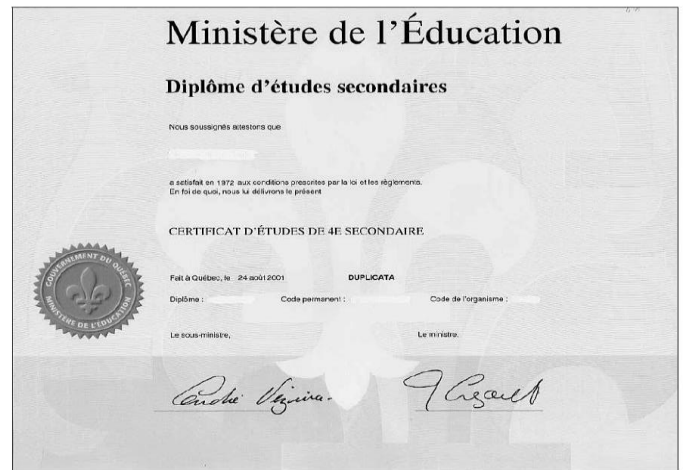 Ministère de l’Éducation
Diplôme d’études secondaires
Nous soussignés attestons que
a satisfait en 1972 aux conditions prescrites par la loi et les règlements.
En foi de quoi, nous lui délivrons le présent
CERTIFICAT D’ÉTUDES DE 4E SECONDAIRE
Fait à Québec, le 24 août 2001 DUPLICATA
Diplôme : Code permanent : Code de l’organisme :
Le sous-ministre, Le ministre,
GOUVERNEMENT DU QUÉBEC
MINISTÈRE DE L’ÉDUCATION